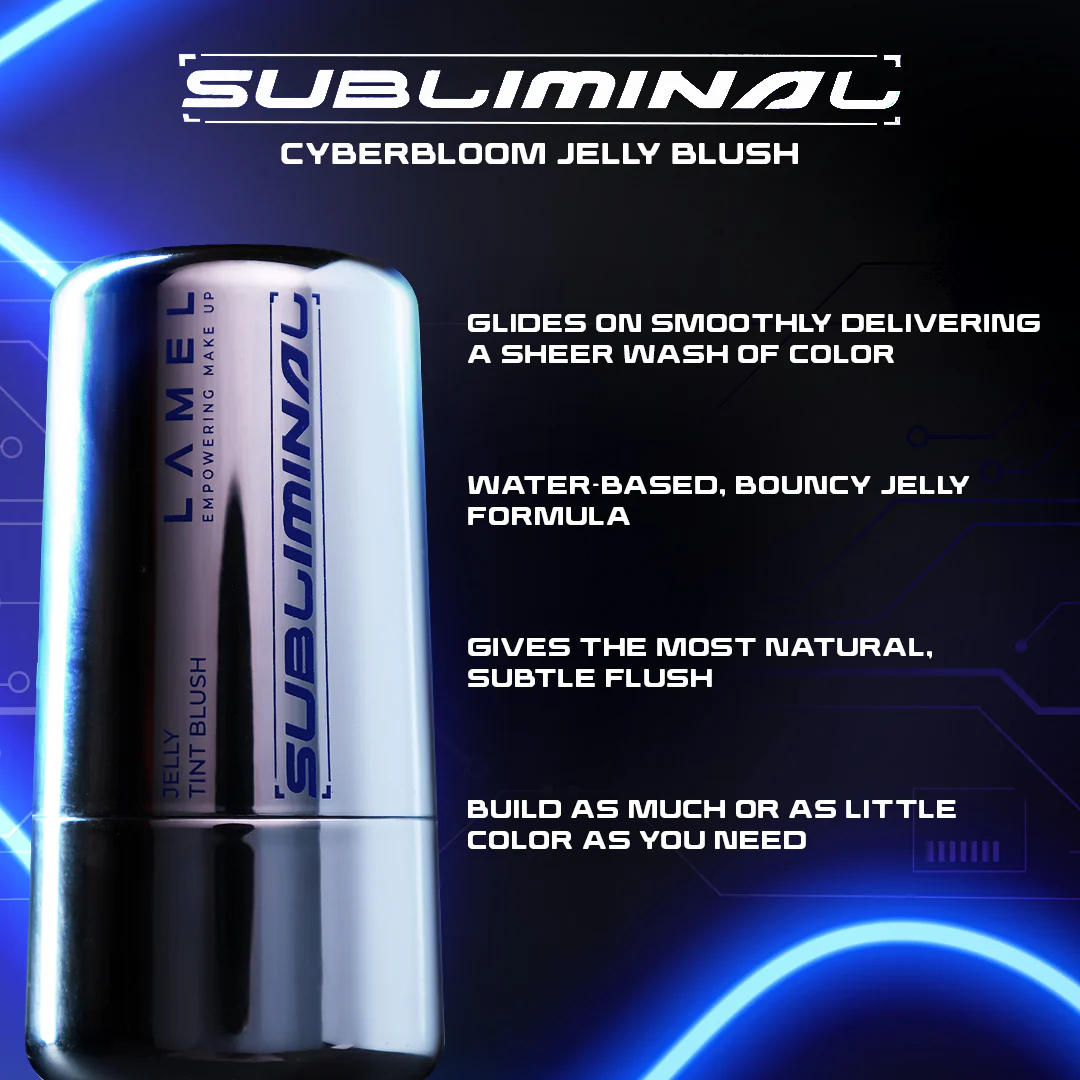 SUBLIMINAL
CYBERBLOOM JELLY BLUSH
LAMEL
EMPOWERING MAKE UP
SUBLIMINAL
JELLY
TINT BLUSH
GLIDES ON SMOOTHLY DELIVERING
A SHEER WASH OF COLOR
WATER-BASED, BOUNCY JELLY
FORMULA
GIVES THE MOST NATURAL,
SUBTLE FLUSH
BUILD AS MUCH OR AS LITTLE
COLOR AS YOU NEED